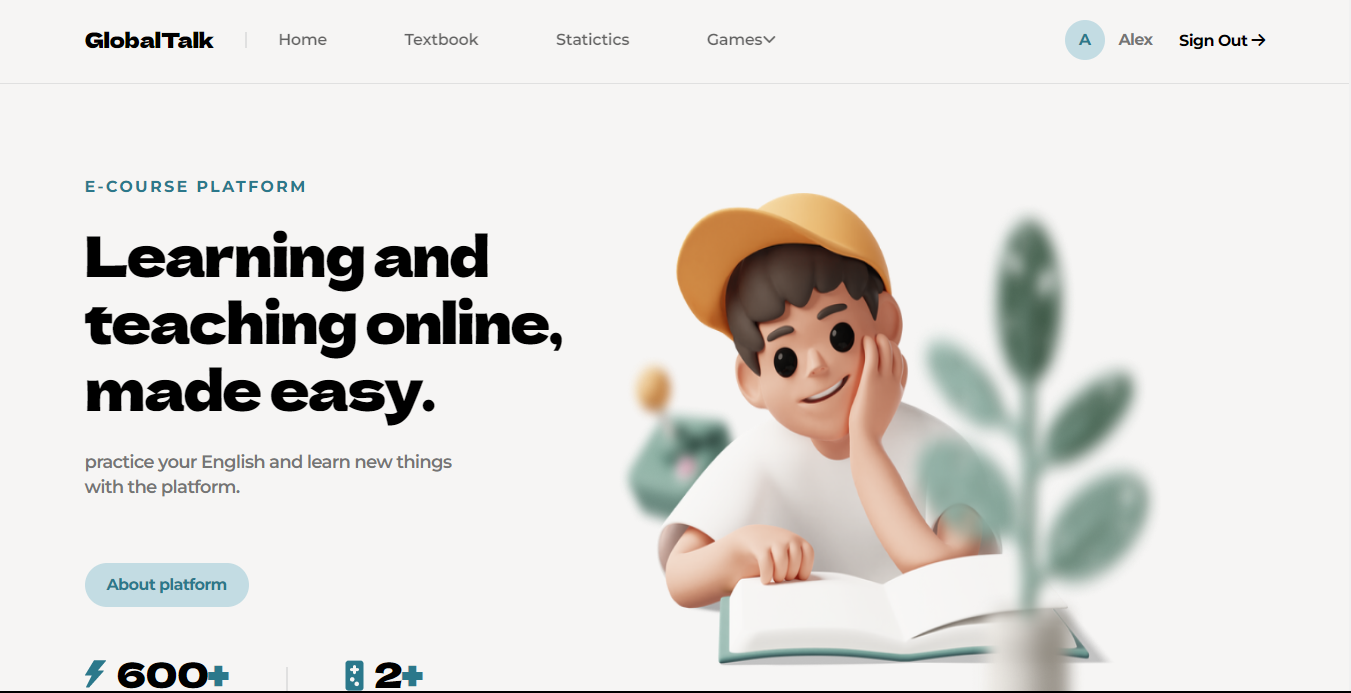 GlobalTalk
Home
Textbook
Statictics
Games
A
Alex
Sign Out →
E-COURSE PLATFORM
Learning and
teaching online,
made easy.
practice your English and learn new things
with the platform.
About platform
600+
2+